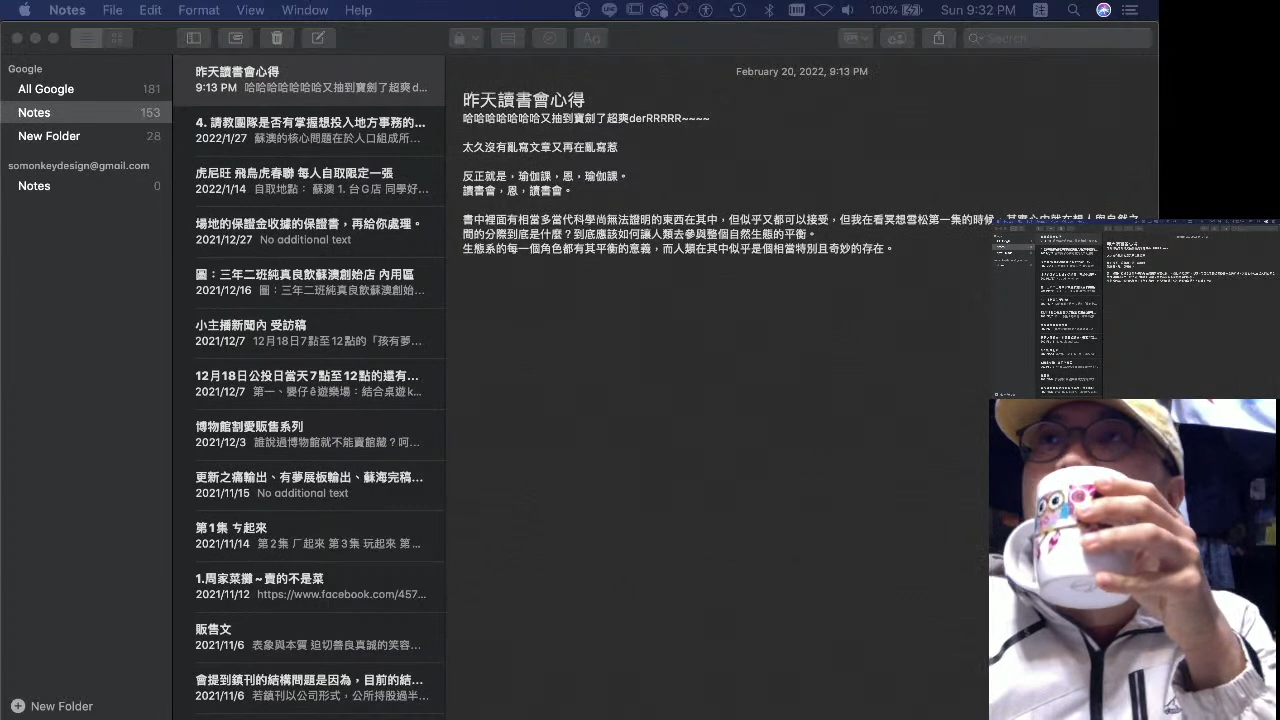 Notes File Edit Format View Window Help
100% Sun 9:32 PM 注
Aa
Search
Google
All Google 181
Notes 153
New Folder 28
somonkeydesign@gmail.com
Notes 0
New Folder
昨天讀書會心得
9:13 PM 哈哈哈哈哈哈哈又抽到寶劍了超爽d...
4. 請教團隊是否有掌握想投入地方事務的...
2022/1/27 蘇澳的核心問題在於人口組成所...
虎尼旺 飛鳥虎春聯 每人自取限定一張
2022/1/14 自取地點： 蘇澳 1. 台G店 同學好...
場地的保證金收據的保證書，再給你處理。
2021/12/27 No additional text
圖：三年二班純真民歌蘇澳創始店 內用區
2021/12/16 圖：三年二班純真民歌蘇澳創始...
小主播新聞內 受訪稿
2021/12/7 12月18日7點至12點的「孩有夢...
12月18日公投日當天７點至12點的還有...
2021/12/7 第一、嬰仔ê遊樂場：結合桌遊k...
博物館割愛販售系列
2021/12/3 誰說過博物館就不能賣館藏？呵...
更新之痛輸出、有夢展板輸出、蘇海完稿...
2021/11/15 No additional text
第1集 ㄘ起來
2021/11/14 第2集 ㄏ起來 第3集 玩起來 第...
1.周家菜攤~賣的不是菜
2021/11/12 https://www.facebook.com/457...
販售文
2021/11/6 表象與本質 迫切善良真誠的笑容...
會提到鎮刊的結構問題是因為，目前的結...
2021/11/6 若鎮刊以公司形式，公所持股過半...
February 20, 2022, 9:13 PM
昨天讀書會心得
哈哈哈哈哈哈哈又抽到寶劍了超爽derRRRRR~~~~
太久沒有亂寫文章又再在亂寫惹
反正就是，瑜伽課，恩，瑜伽課。
讀書會，恩，讀書會。
書中裡面有相當多當代科學尚無法證明的東西在其中，但似乎又都可以接受，但我在看冥想雪松第一集的時候，其實心中就在想人與自然之
間的分際到底是什麼？到底應該如何讓人類去參與整個自然生態的平衡。
生態系的每一個角色都有其平衡的意義，而人類在其中似乎是個相當特別且奇妙的存在。